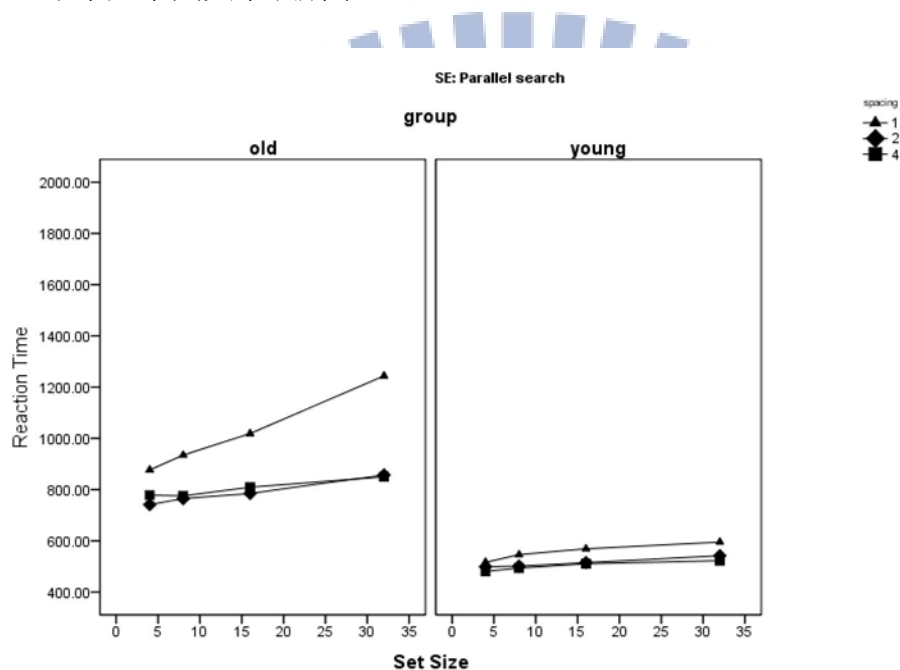 SE: Parallel search
group
spacing
1
2
4
old
young
2000.00
1800.00
1600.00
1400.00
1200.00
1000.00
800.00
600.00
400.00
Reaction Time
0 5 10 15 20 25 30 35
0 5 10 15 20 25 30 35
Set Size